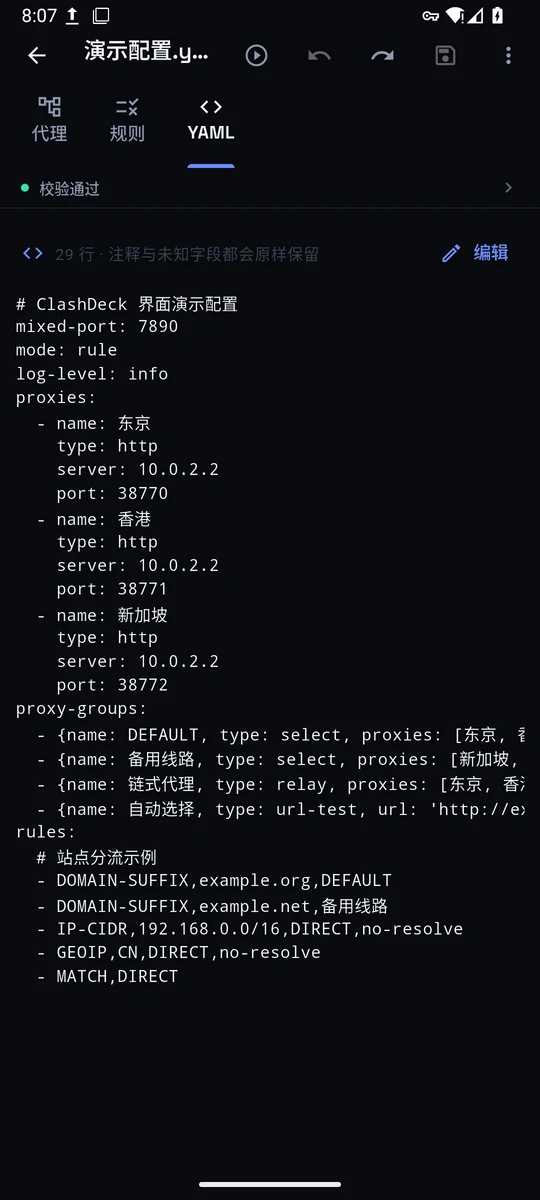 8:07
演示配置.y...
代理
规则
YAML
校验通过
29 行 · 注释与未知字段都会原样保留
编辑
# ClashDeck 界面演示配置
mixed-port: 7890
mode: rule
log-level: info
proxies:
  - name: 东京
    type: http
    server: 10.0.2.2
    port: 38770
  - name: 香港
    type: http
    server: 10.0.2.2
    port: 38771
  - name: 新加坡
    type: http
    server: 10.0.2.2
    port: 38772
proxy-groups:
  - {name: DEFAULT, type: select, proxies: [东京,
  - {name: 备用线路, type: select, proxies: [新加坡,
  - {name: 链式代理, type: relay, proxies: [东京, 香
  - {name: 自动选择, type: url-test, url: 'http://ex
rules:
  # 站点分流示例
  - DOMAIN-SUFFIX,example.org,DEFAULT
  - DOMAIN-SUFFIX,example.net,备用线路
  - IP-CIDR,192.168.0.0/16,DIRECT,no-resolve
  - GEOIP,CN,DIRECT,no-resolve
  - MATCH,DIRECT